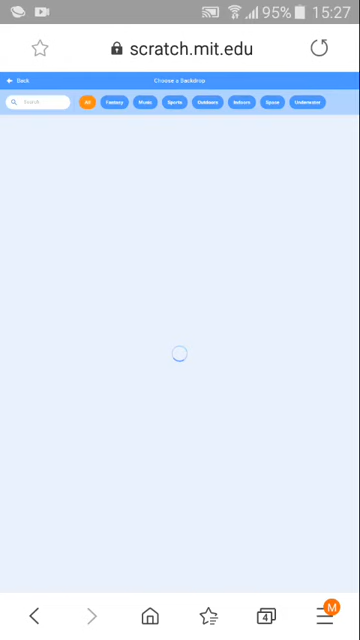 95% 15:27
scratch.mit.edu
Back Choose a Backdrop
Search All Fantasy Music Sports Outdoors Indoors Space Underwater
4 M